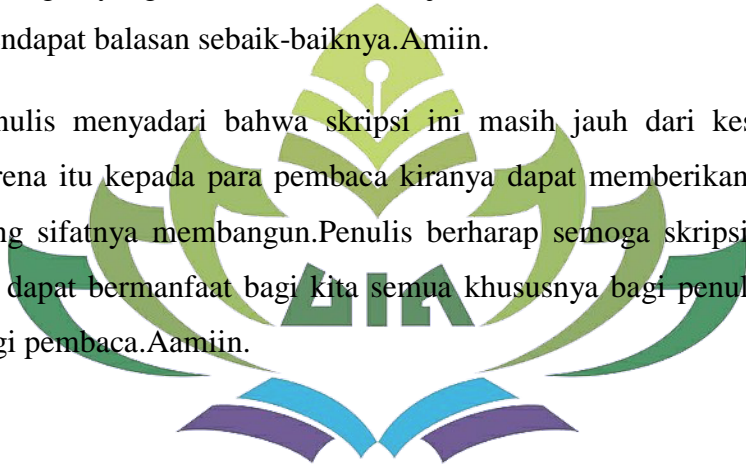 ndapat balasan sebaik-baiknya.Amiin.
nulis menyadari bahwa skripsi ini masih jauh dari kes
rena itu kepada para pembaca kiranya dapat memberikan
ng sifatnya membangun.Penulis berharap semoga skripsi
dapat bermanfaat bagi kita semua khususnya bagi penul
gi pembaca.Aamiin.
UIN